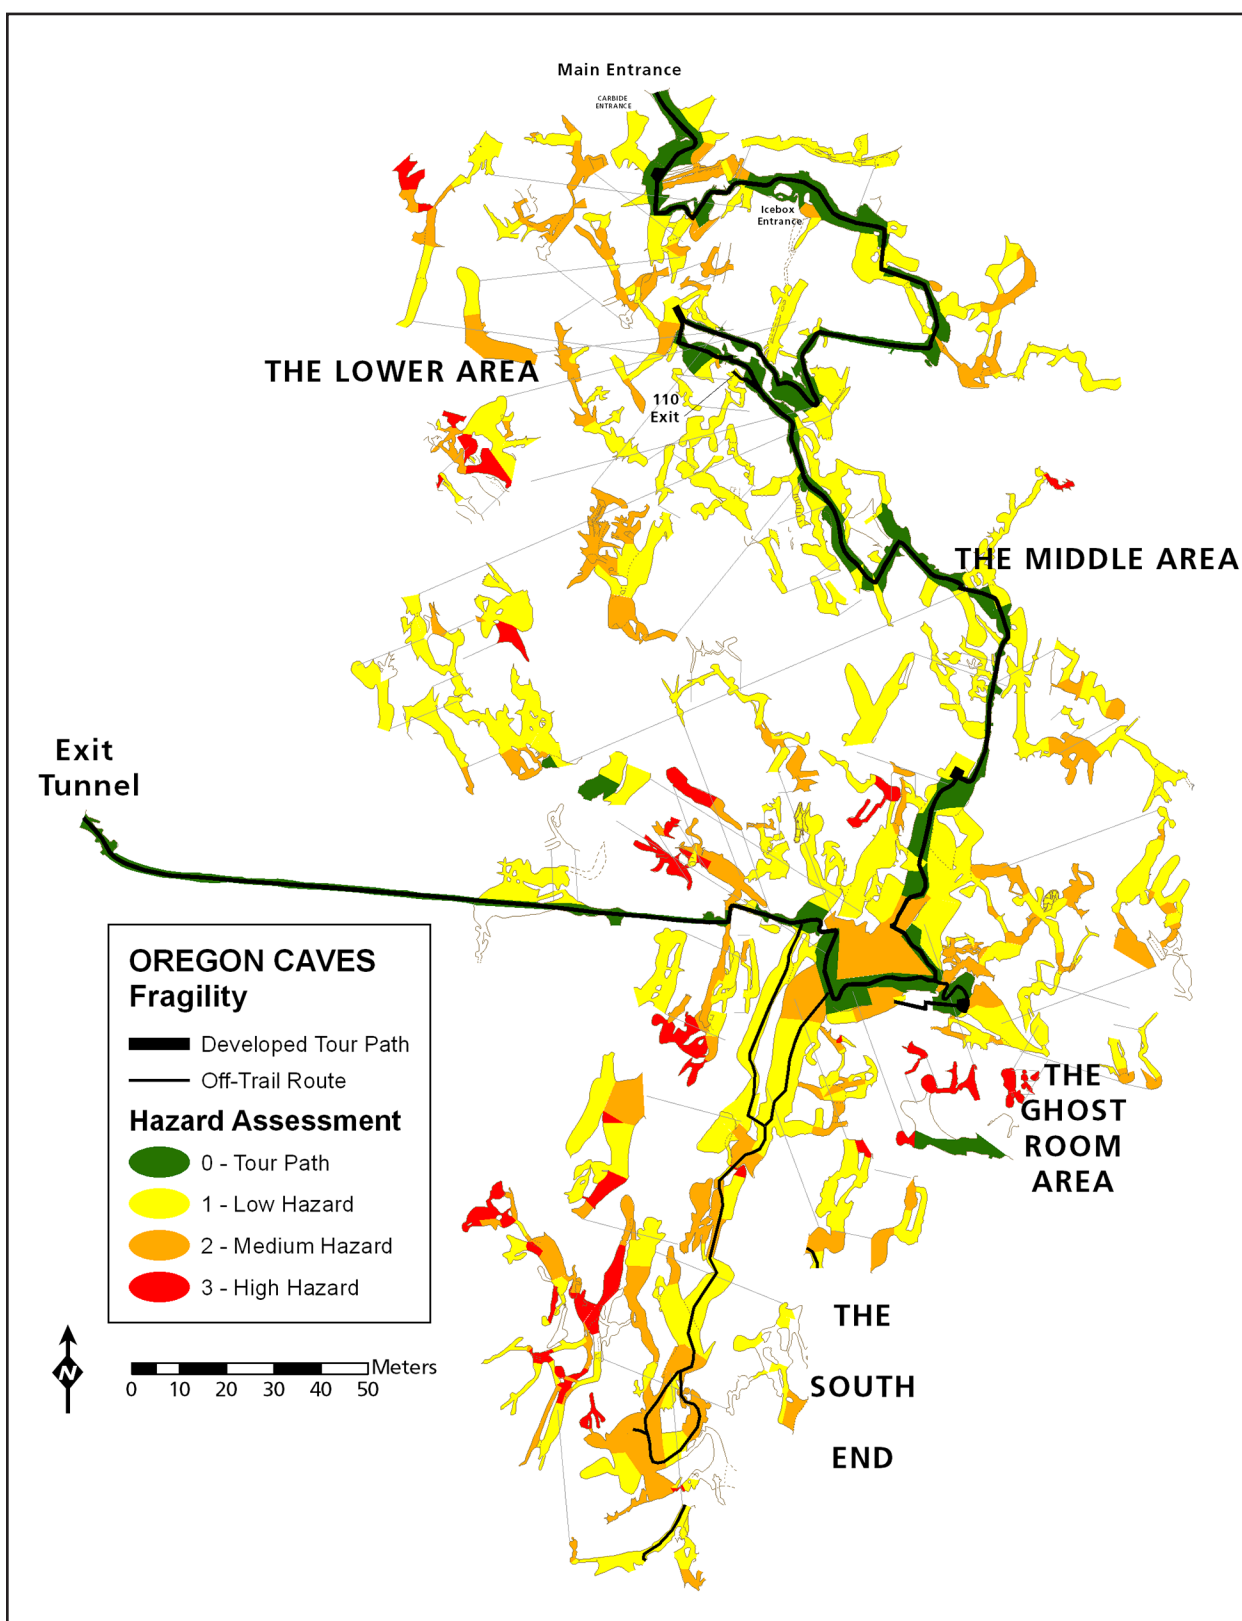 Main Entrance
CARBIDE
ENTRANCE
Icebox
Entrance
THE LOWER AREA
110
Exit
THE MIDDLE AREA
Exit
Tunnel
OREGON CAVES
Fragility
Developed Tour Path
Off-Trail Route
Hazard Assessment
0 - Tour Path
1 - Low Hazard
2 - Medium Hazard
3 - High Hazard
THE
GHOST
ROOM
AREA
THE
SOUTH
END
N
Meters
0 10 20 30 40 50